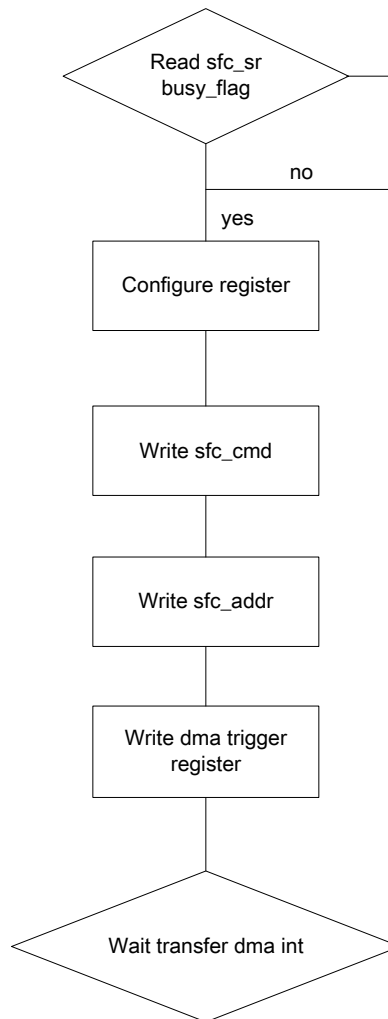 Read sfc_sr
busy_flag
no
yes
Configure register
Write sfc_cmd
Write sfc_addr
Write dma trigger
register
Wait transfer dma int